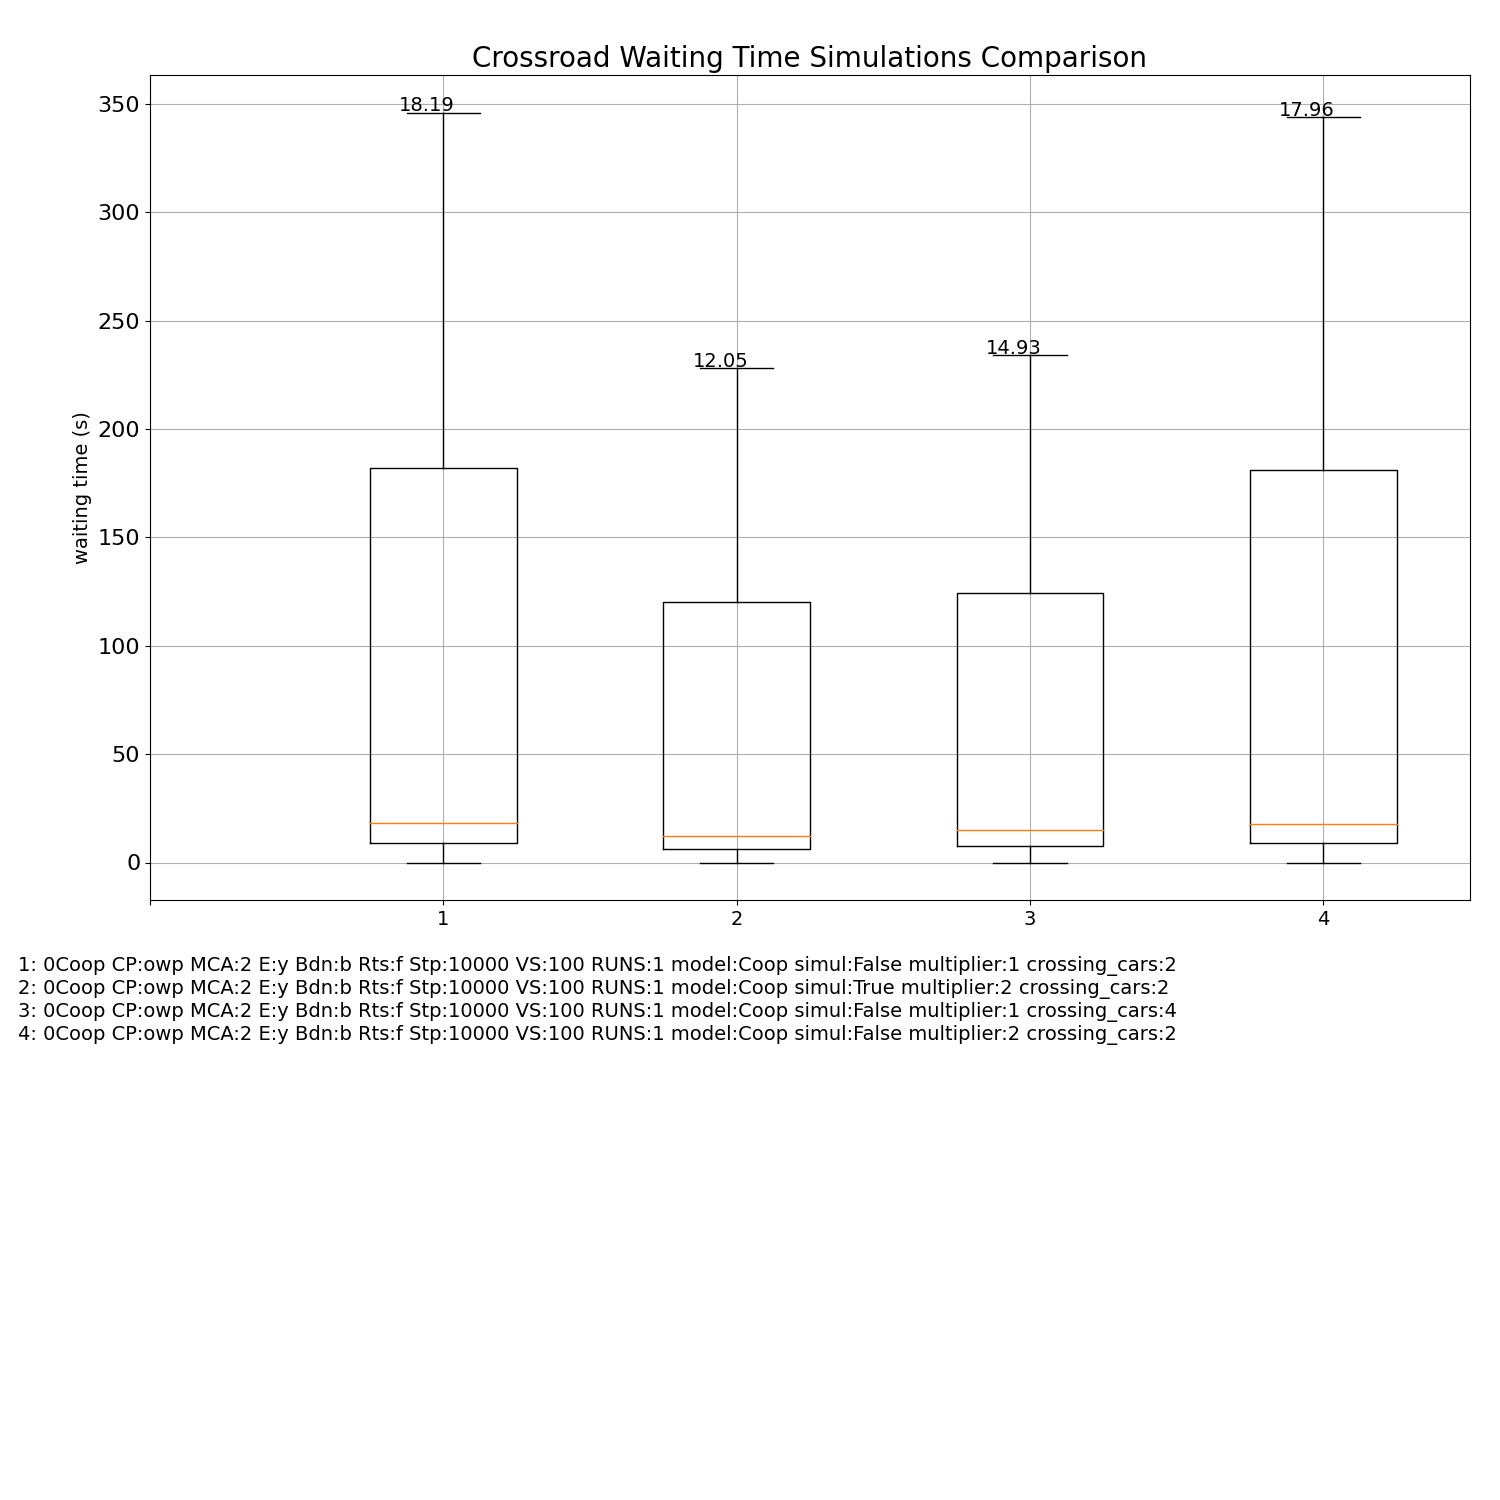 Crossroad Waiting Time Simulations Comparison
350
300
250
200
150
100
50
0
waiting time (s)
18.19
12.05
14.93
17.96
1 2 3 4
1: 0Coop CP:owp MCA:2 E:y Bdn:b Rts:f Stp:10000 VS:100 RUNS:1 model:Coop simul:False multiplier:1 crossing_cars:2
2: 0Coop CP:owp MCA:2 E:y Bdn:b Rts:f Stp:10000 VS:100 RUNS:1 model:Coop simul:True multiplier:2 crossing_cars:2
3: 0Coop CP:owp MCA:2 E:y Bdn:b Rts:f Stp:10000 VS:100 RUNS:1 model:Coop simul:False multiplier:1 crossing_cars:4
4: 0Coop CP:owp MCA:2 E:y Bdn:b Rts:f Stp:10000 VS:100 RUNS:1 model:Coop simul:False multiplier:2 crossing_cars:2